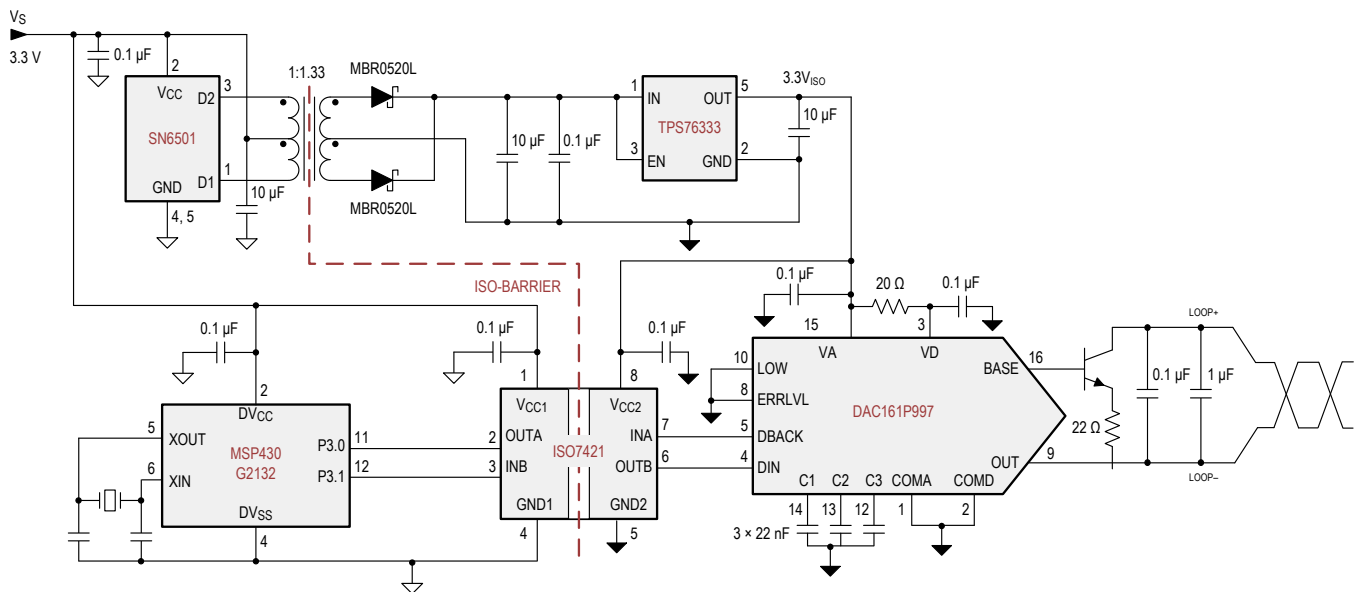 VS
3.3 V
0.1 µF
2
VCC
D2
3
1:1.33
MBR0520L
SN6501
D1
1
GND
4, 5
10 µF
MBR0520L
10 µF
0.1 µF
1
IN
OUT
5
TPS76333
3
EN
GND
2
3.3VISO
10 µF
ISO-BARRIER
0.1 µF
2
DVCC
5
XOUT
6
XIN
MSP430
G2132
P3.0
11
P3.1
12
DVSS
4
0.1 µF
1
VCC1
2
OUTA
3
INB
GND1
4
ISO7421
0.1 µF
8
VCC2
INA
7
OUTB
6
GND2
5
0.1 µF
20 Ω
0.1 µF
15
3
VA
VD
10
LOW
8
ERRLVL
5
DBACK
4
DIN
DAC161P997
BASE
16
OUT
9
C1
C2
C3
COMA
COMD
14
13
12
1
2
3 × 22 nF
22 Ω
0.1 µF
1 µF
LOOP+
LOOP–